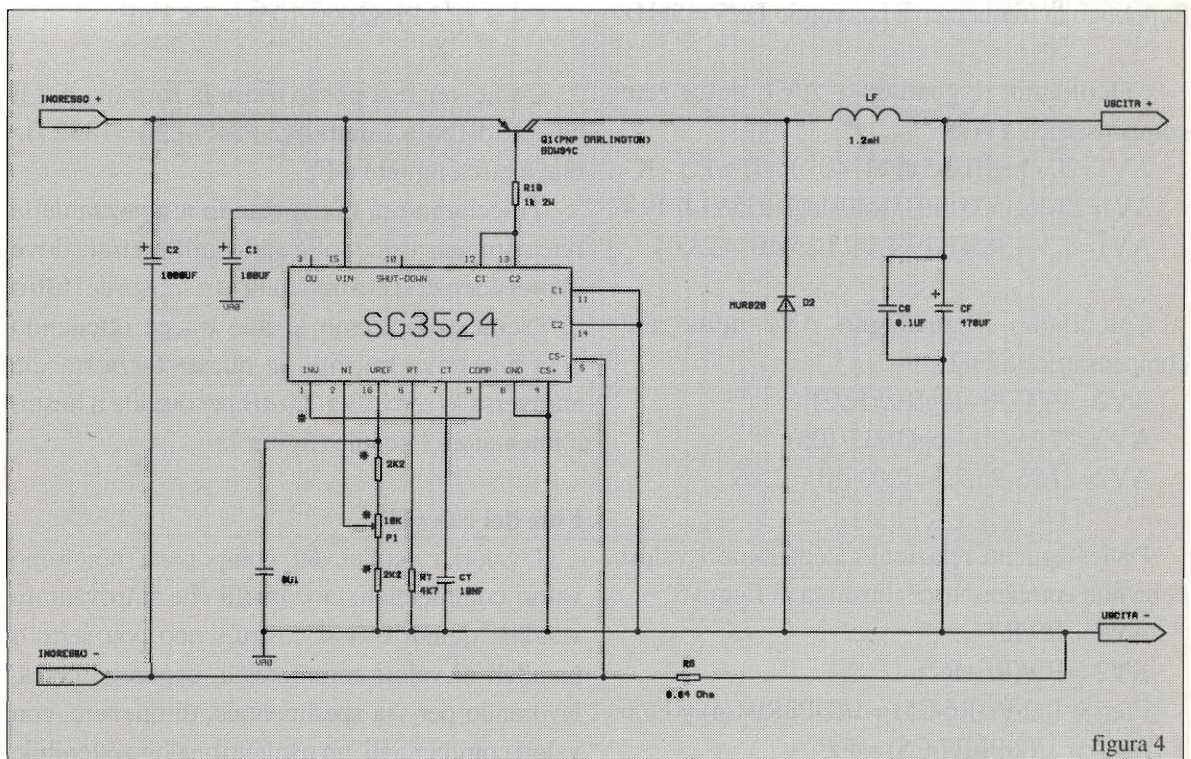 INGRESSO +
LF
USCITA +
1.2mH
Q1(PNP DARLINGTON)
BDW94C
R10
1k 2W
C2
1000UF
C1
100UF
VA0
3 15 10 12 13
OU VIN SHUT-DOWN C1 C2
E1
11
SG3524
E2
14
CS-
5
INV NI VREF RT CT COMP GND CS+
1 2 16 6 7 9 8 4
*
MUR820
D2
C6
0.1UF
CF
470UF
* 2K2
* 10K
P1
* 2K2
0U1
RT
4K7
CT
10NF
VA0
USCITA -
INGRESSO -
RS
0.04 Ohm
figura 4